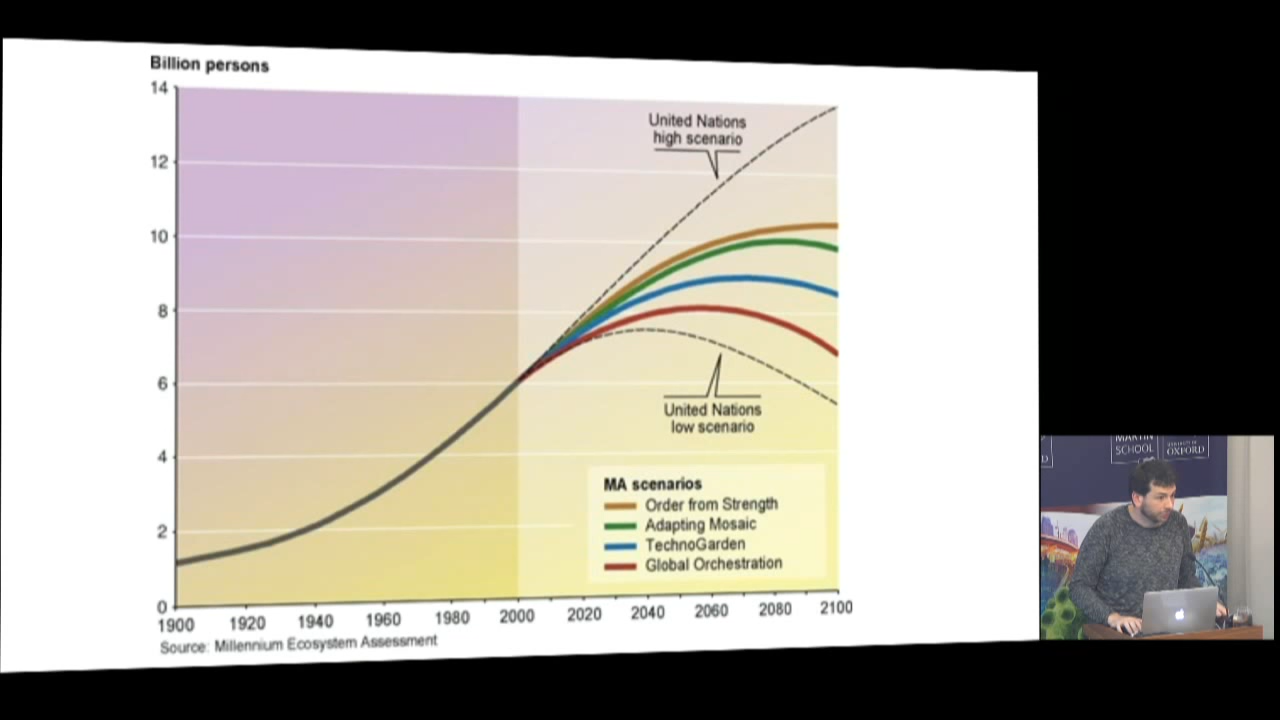 Billion persons
14
12
10
8
6
4
2
0
1900 1920 1940 1960 1980 2000 2020 2040 2060 2080 2100
United Nations
high scenario
United Nations
low scenario
MA scenarios
Order from Strength
Adapting Mosaic
TechnoGarden
Global Orchestration
Source: Millennium Ecosystem Assessment
MARTIN
SCHOOL
UNIVERSITY OF
OXFORD